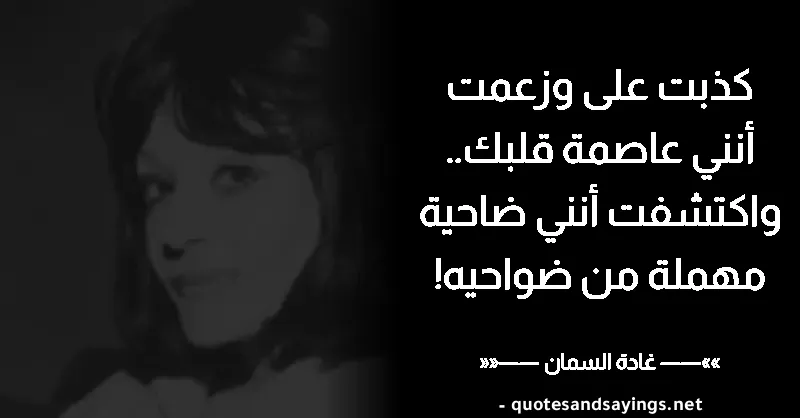 كذبت على وزعمت
أنني عاصمة قلبك..
واكتشفت أنني ضاحية
مهملة من ضواحيه!
»»——— غادة السمان ———««
- quotesandsayings.net